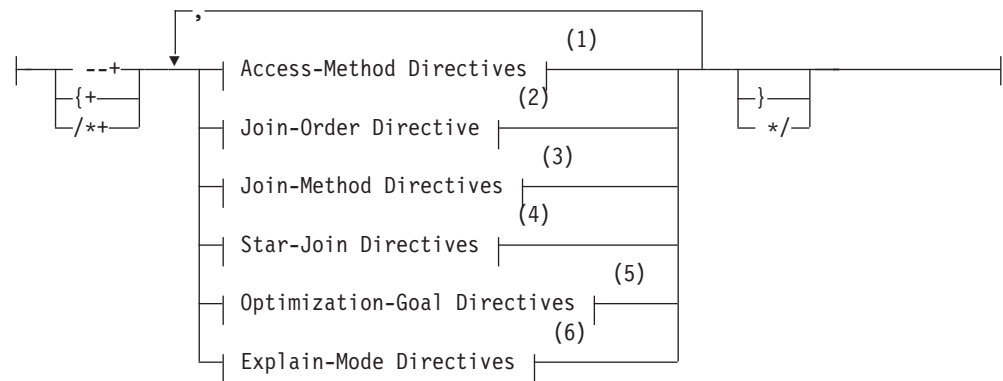 ,
(1)
--+ Access-Method Directives
{+ (2) }
/*+ Join-Order Directive */
(3)
Join-Method Directives
(4)
Star-Join Directives
(5)
Optimization-Goal Directives
(6)
Explain-Mode Directives